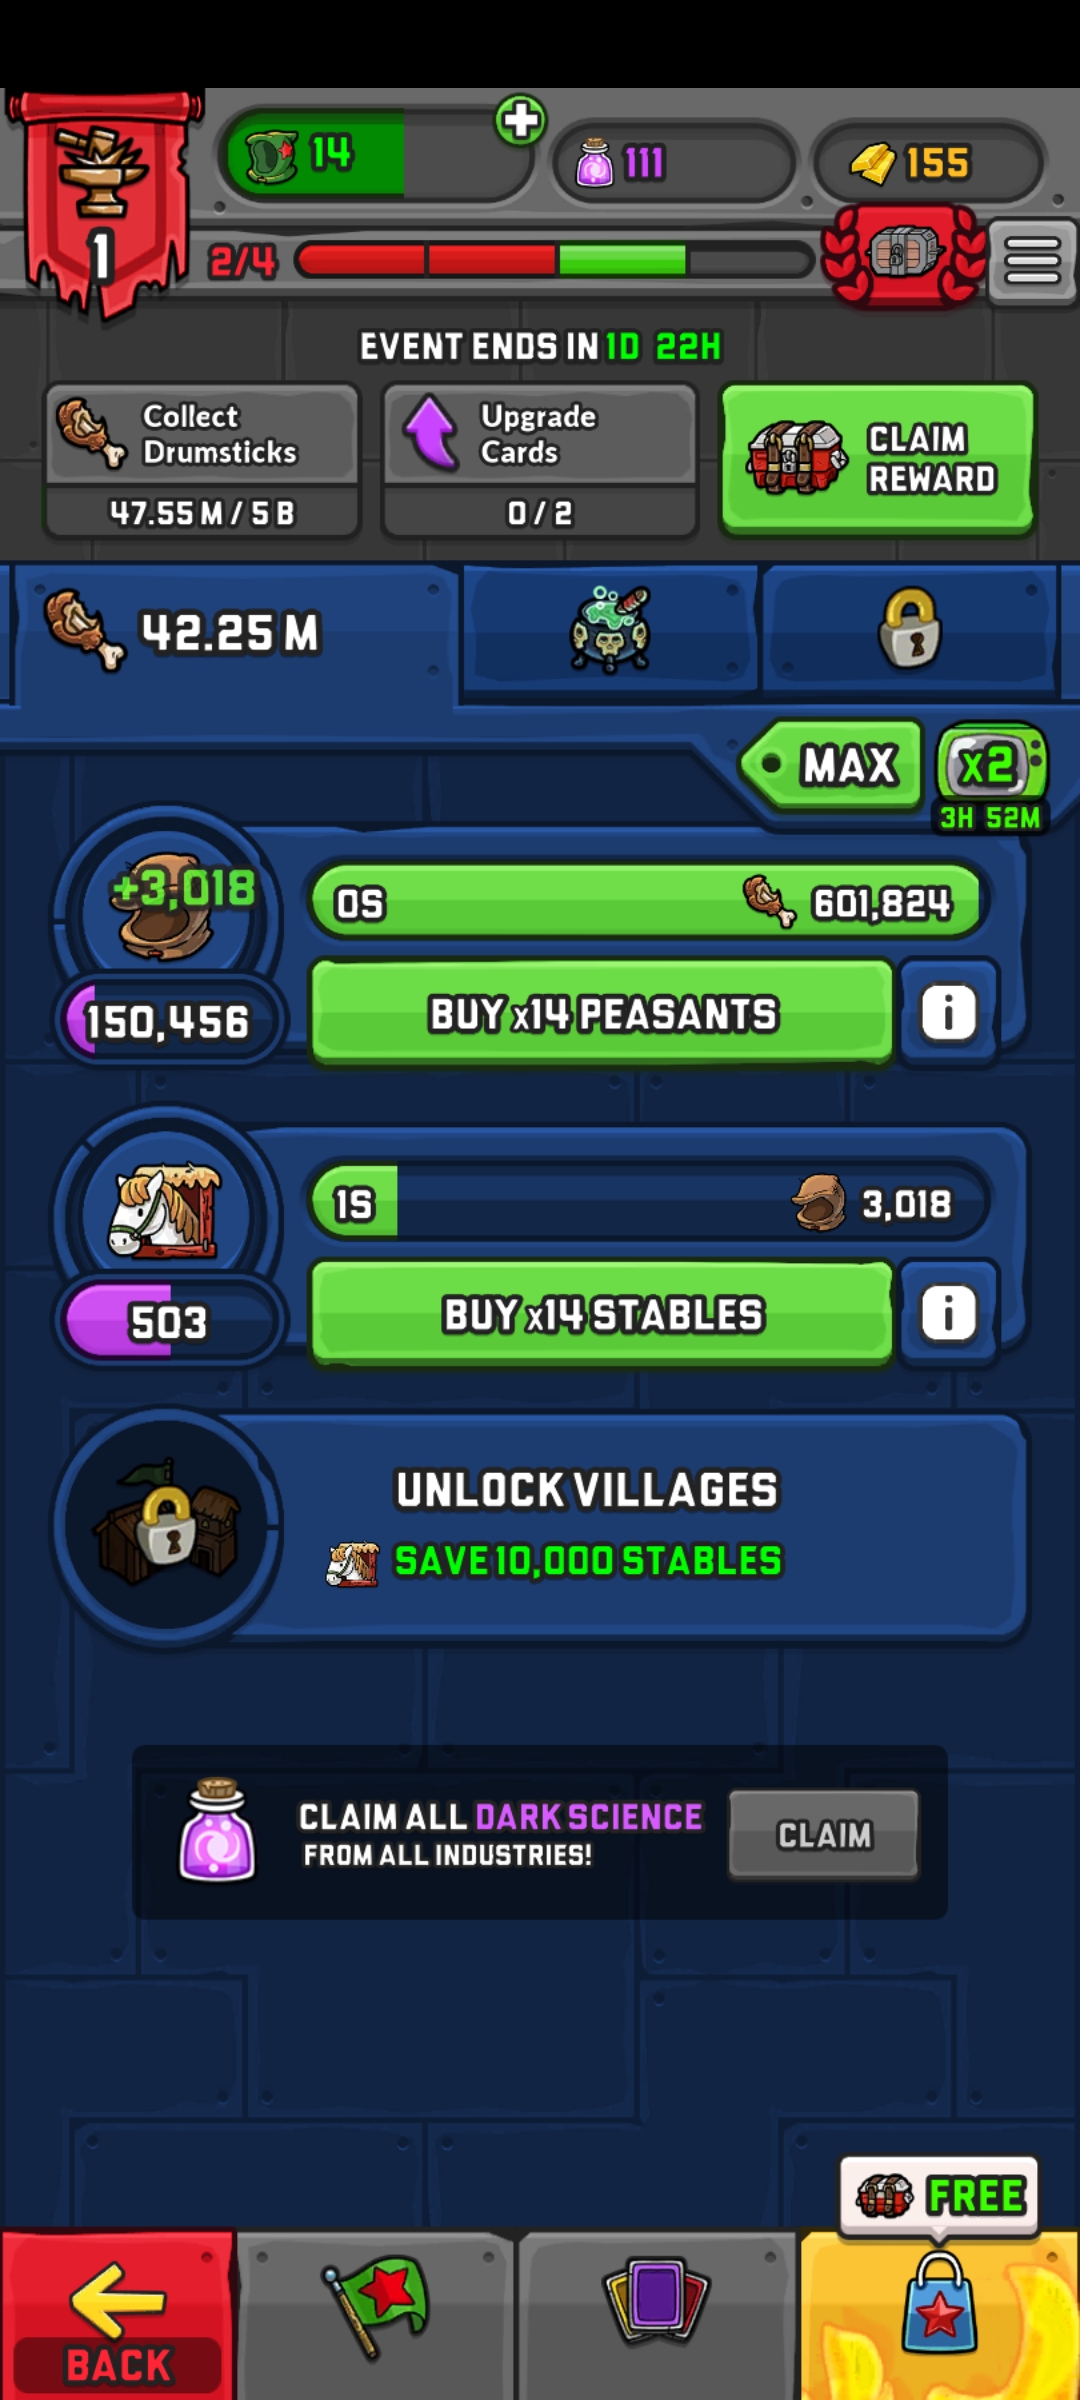 14
111
155
1
2/4
EVENT ENDS IN 1D 22H
Collect
Drumsticks
47.55 M / 5 B
Upgrade
Cards
0 / 2
CLAIM
REWARD
42.25 M
MAX
x2
3H 52M
+3,018
0S
601,824
150,456
BUY x14 PEASANTS
i
1S
3,018
503
BUY x14 STABLES
i
UNLOCK VILLAGES
SAVE 10,000 STABLES
CLAIM ALL DARK SCIENCE
FROM ALL INDUSTRIES!
CLAIM
FREE
BACK